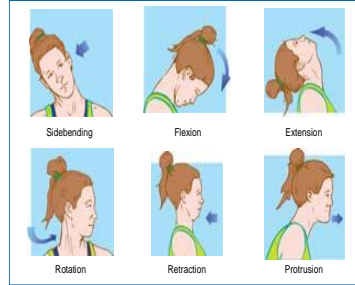 Sidebending
Flexion
Extension
Rotation
Retraction
Protrusion